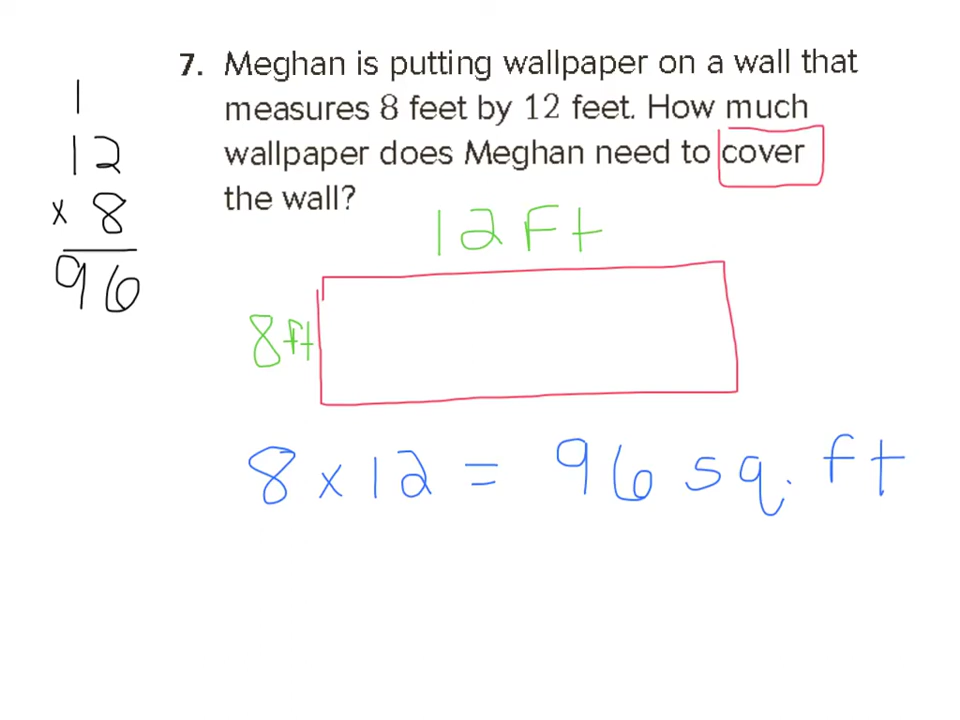 7. Meghan is putting wallpaper on a wall that
measures 8 feet by 12 feet. How much
wallpaper does Meghan need to cover
the wall?
1
12
x 8
96
12 Ft
8 ft
8 x 12 = 96 sq. ft